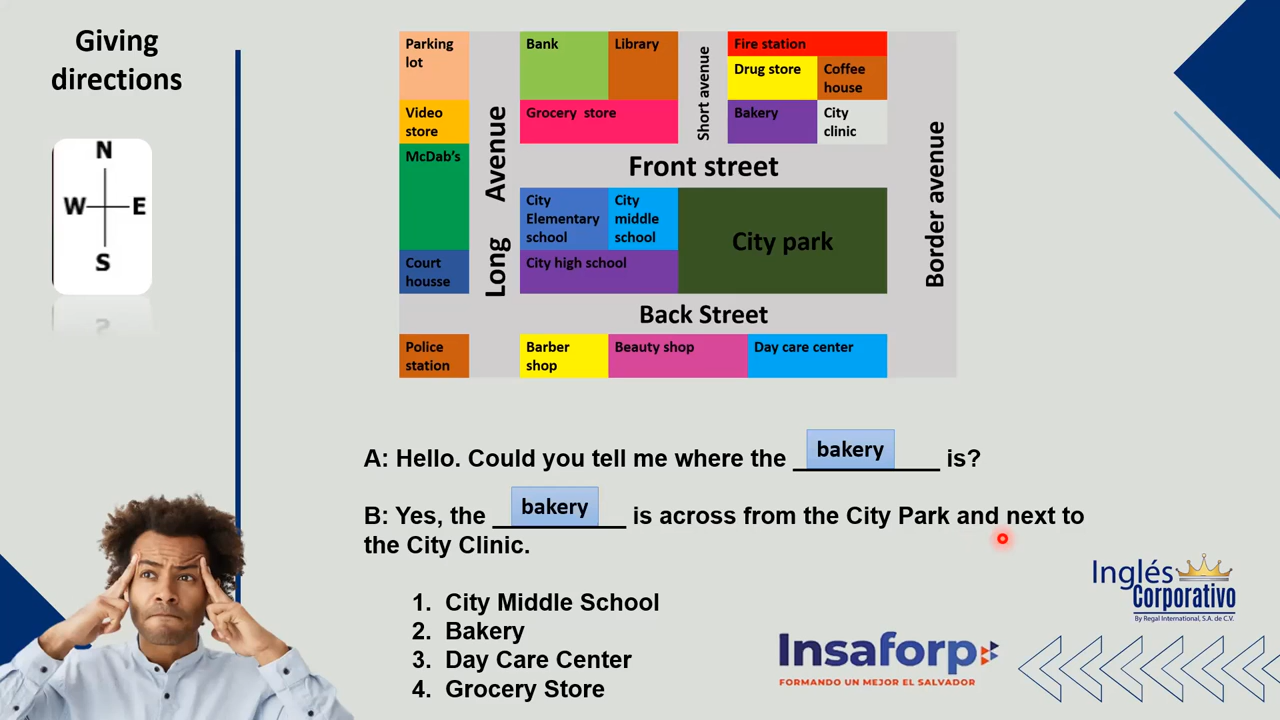 Giving
directions
N
W E
S
Parking
lot
Bank
Library
Fire station
Drug store
Coffee
house
Video
store
Grocery store
Short avenue
Bakery
City
clinic
McDab's
Long Avenue
Front street
Border avenue
City
Elementary
school
City
middle
school
City park
Court
housse
City high school
Back Street
Police
station
Barber
shop
Beauty shop
Day care center
A: Hello. Could you tell me where the bakery is?
B: Yes, the bakery is across from the City Park and next to
the City Clinic.
1. City Middle School
2. Bakery
3. Day Care Center
4. Grocery Store
Insaforp
FORMANDO UN MEJOR EL SALVADOR
Inglés
Corporativo
By Regal International, S.A. de C.V.